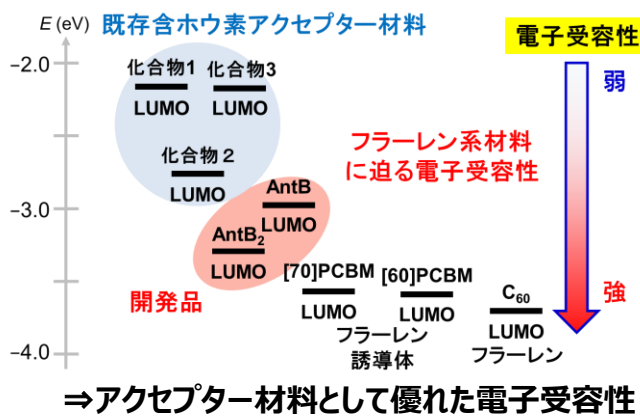 E (eV) 既存含ホウ素アクセプター材料
電子受容性
−2.0
化合物1
LUMO
化合物3
LUMO
弱
化合物２
LUMO
フラーレン系材料
に迫る電子受容性
−3.0
AntB
LUMO
AntB₂
LUMO
開発品
[70]PCBM
LUMO
[60]PCBM
LUMO
フラーレン
誘導体
C₆₀
LUMO
フラーレン
強
−4.0
⇒アクセプター材料として優れた電子受容性